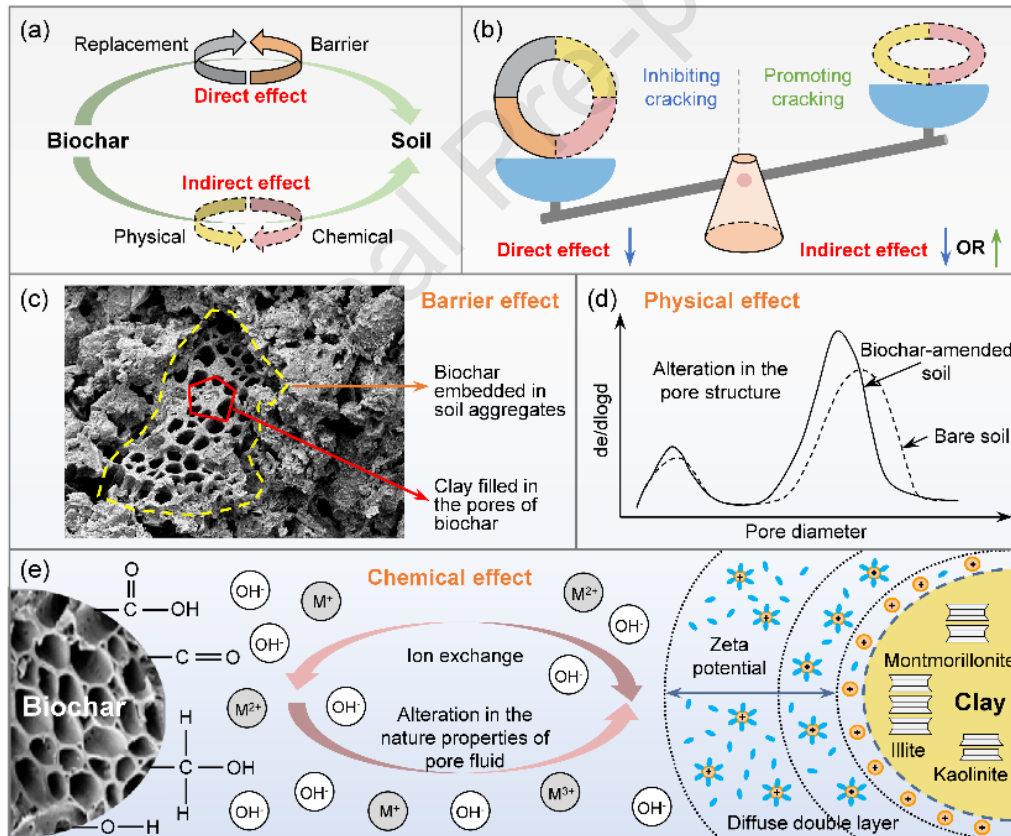 (a)
Replacement
Barrier
Direct effect
Biochar
Soil
Indirect effect
Physical
Chemical
(b)
Inhibiting
cracking
Promoting
cracking
Direct effect
Indirect effect
OR
(c)
Barrier effect
Biochar
embedded in
soil aggregates
Clay filled in
the pores of
biochar
(d)
Physical effect
Alteration in the
pore structure
Biochar-amended
soil
Bare soil
de/dlogd
Pore diameter
(e)
Chemical effect
O
C
OH
C
O
H
C
OH
H
O
H
Biochar
OH⁻
M⁺
M²⁺
OH⁻
OH⁻
OH⁻
Ion exchange
OH⁻
M²⁺
OH⁻
Alteration in the
nature properties of
pore fluid
OH⁻
OH⁻
M⁺
OH⁻
M³⁺
OH⁻
Zeta
potential
Diffuse double layer
Montmorillonite
Clay
Illite
Kaolinite